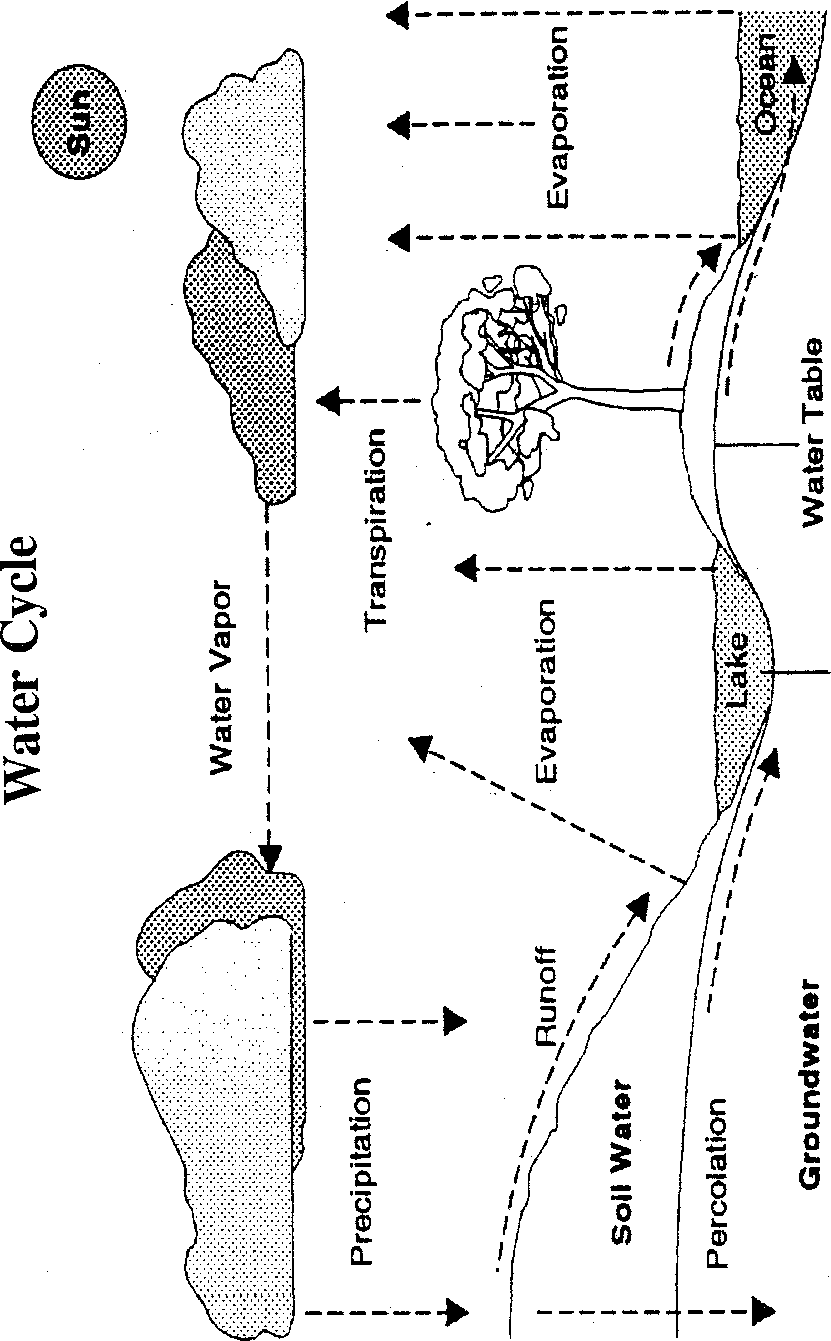 Water Cycle
Sun
Water Vapor
Precipitation
Transpiration
Evaporation
Runoff
Evaporation
Soil Water
Lake
Ocean
Percolation
Groundwater
Water Table